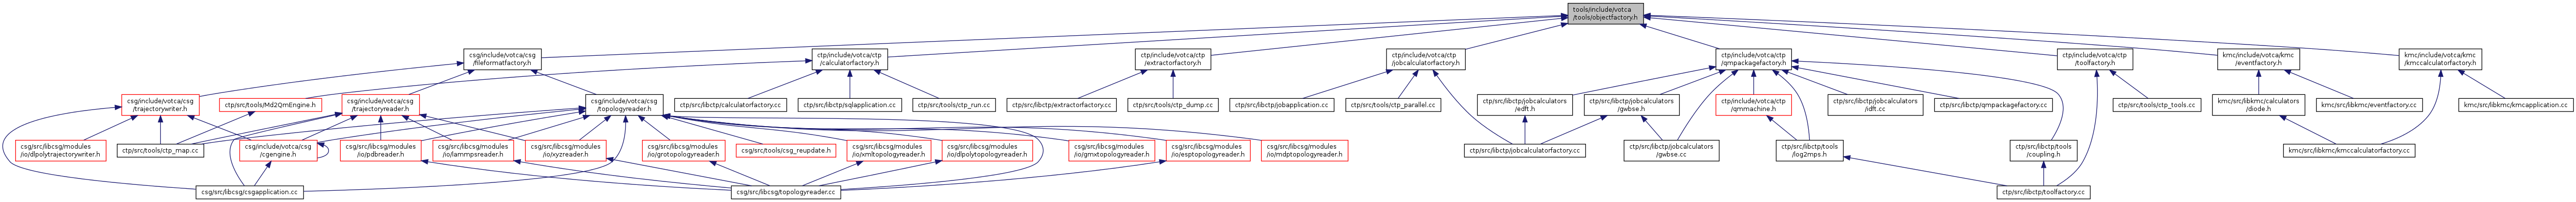 tools/include/votca
/tools/objectfactory.h
csg/include/votca/csg
/fileformatfactory.h
ctp/include/votca/ctp
/calculatorfactory.h
ctp/include/votca/ctp
/extractorfactory.h
ctp/include/votca/ctp
/jobcalculatorfactory.h
ctp/include/votca/ctp
/qmpackagefactory.h
ctp/include/votca/ctp
/toolfactory.h
kmc/include/votca/kmc
/eventfactory.h
kmc/include/votca/kmc
/kmccalculatorfactory.h
csg/include/votca/csg
/trajectorywriter.h
ctp/src/tools/Md2QmEngine.h
csg/include/votca/csg
/trajectoryreader.h
csg/include/votca/csg
/topologyreader.h
ctp/src/libctp/calculatorfactory.cc
ctp/src/libctp/sqlapplication.cc
ctp/src/tools/ctp_run.cc
ctp/src/libctp/extractorfactory.cc
ctp/src/tools/ctp_dump.cc
ctp/src/libctp/jobapplication.cc
ctp/src/tools/ctp_parallel.cc
ctp/src/libctp/jobcalculators
/edft.h
ctp/src/libctp/jobcalculators
/gwbse.h
ctp/include/votca/ctp
/qmmachine.h
ctp/src/libctp/jobcalculators
/idft.cc
ctp/src/libctp/qmpackagefactory.cc
ctp/src/tools/ctp_tools.cc
kmc/src/libkmc/calculators
/diode.h
kmc/src/libkmc/eventfactory.cc
kmc/src/libkmc/kmcapplication.cc
csg/src/libcsg/modules
/io/dlpolytrajectorywriter.h
ctp/src/tools/ctp_map.cc
csg/include/votca/csg
/cgengine.h
csg/src/libcsg/modules
/io/pdbreader.h
csg/src/libcsg/modules
/io/lammpsreader.h
csg/src/libcsg/modules
/io/xyzreader.h
csg/src/libcsg/modules
/io/grotopologyreader.h
csg/src/tools/csg_reupdate.h
csg/src/libcsg/modules
/io/xmltopologyreader.h
csg/src/libcsg/modules
/io/dlpolytopologyreader.h
csg/src/libcsg/modules
/io/gmxtopologyreader.h
csg/src/libcsg/modules
/io/esptopologyreader.h
csg/src/libcsg/modules
/io/mdptopologyreader.h
ctp/src/libctp/jobcalculatorfactory.cc
ctp/src/libctp/jobcalculators
/gwbse.cc
ctp/src/libctp/tools
/log2mps.h
ctp/src/libctp/tools
/coupling.h
kmc/src/libkmc/kmccalculatorfactory.cc
csg/src/libcsg/csgapplication.cc
csg/src/libcsg/topologyreader.cc
ctp/src/libctp/toolfactory.cc